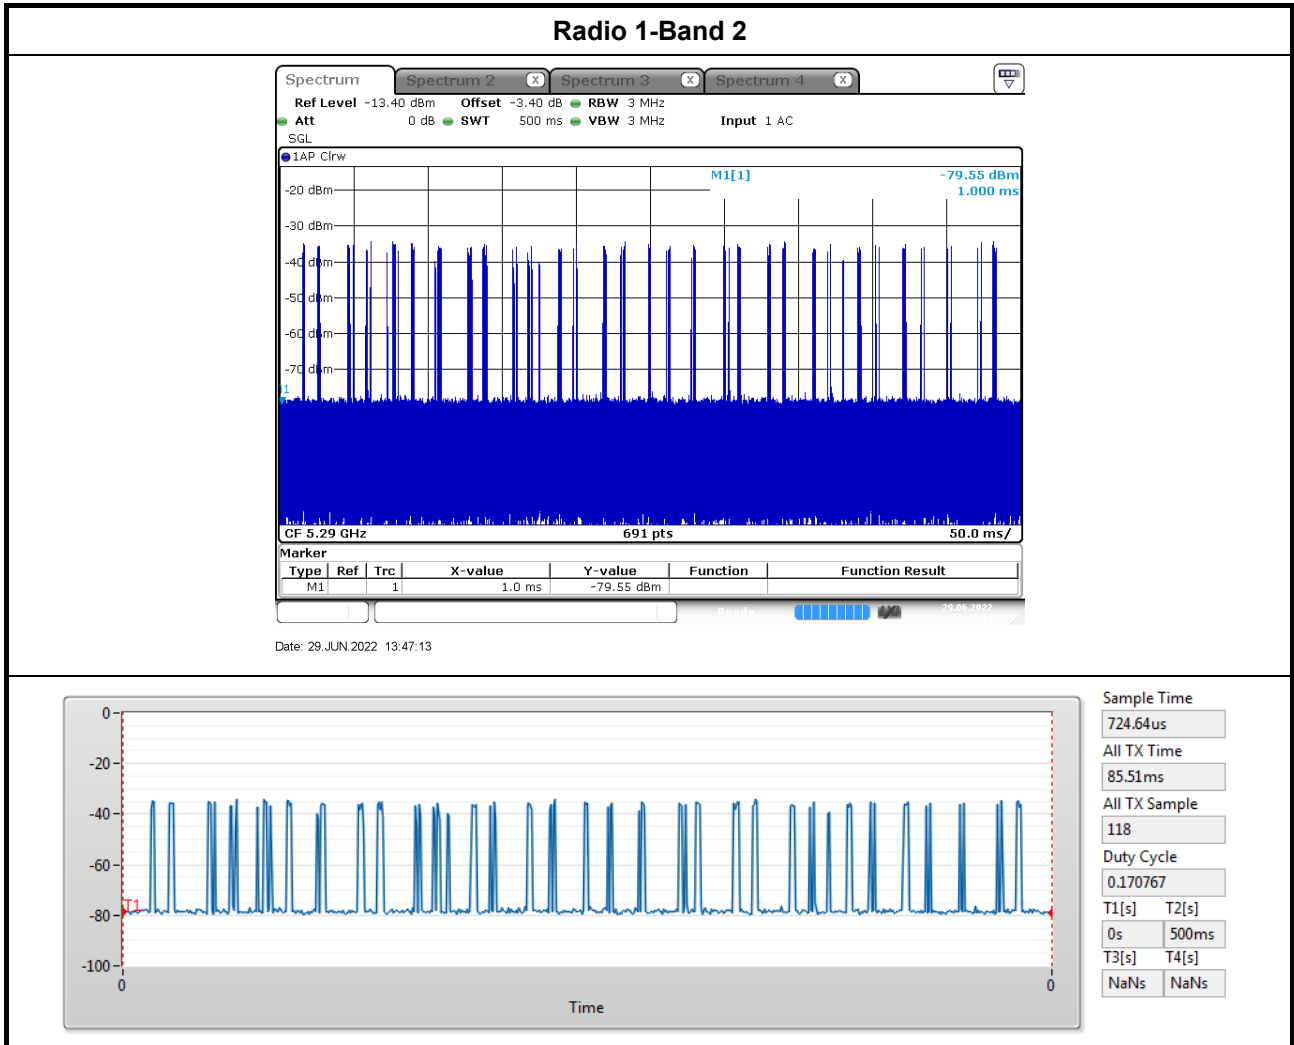 Radio 1-Band 2
Spectrum Spectrum 2 X Spectrum 3 X Spectrum 4 X
Ref Level -13.40 dBm Offset -3.40 dB RBW 3 MHz
Att 0 dB SWT 500 ms VBW 3 MHz Input 1 AC
SGL
1AP Clrw
M1[1] -79.55 dBm
1.000 ms
-20 dBm
-30 dBm
-40 dBm
-50 dBm
-60 dBm
-70 dBm
CF 5.29 GHz 691 pts 50.0 ms/
Marker
Type Ref Trc X-value Y-value Function Function Result
M1 1 1.0 ms -79.55 dBm
Ready 29.06.2022
Date: 29.JUN.2022 13:47:13
0
-20
-40
-60
-80
-100
T1
0 0
Time
Sample Time
724.64us
All TX Time
85.51ms
All TX Sample
118
Duty Cycle
0.170767
T1[s] T2[s]
0s 500ms
T3[s] T4[s]
NaNs NaNs